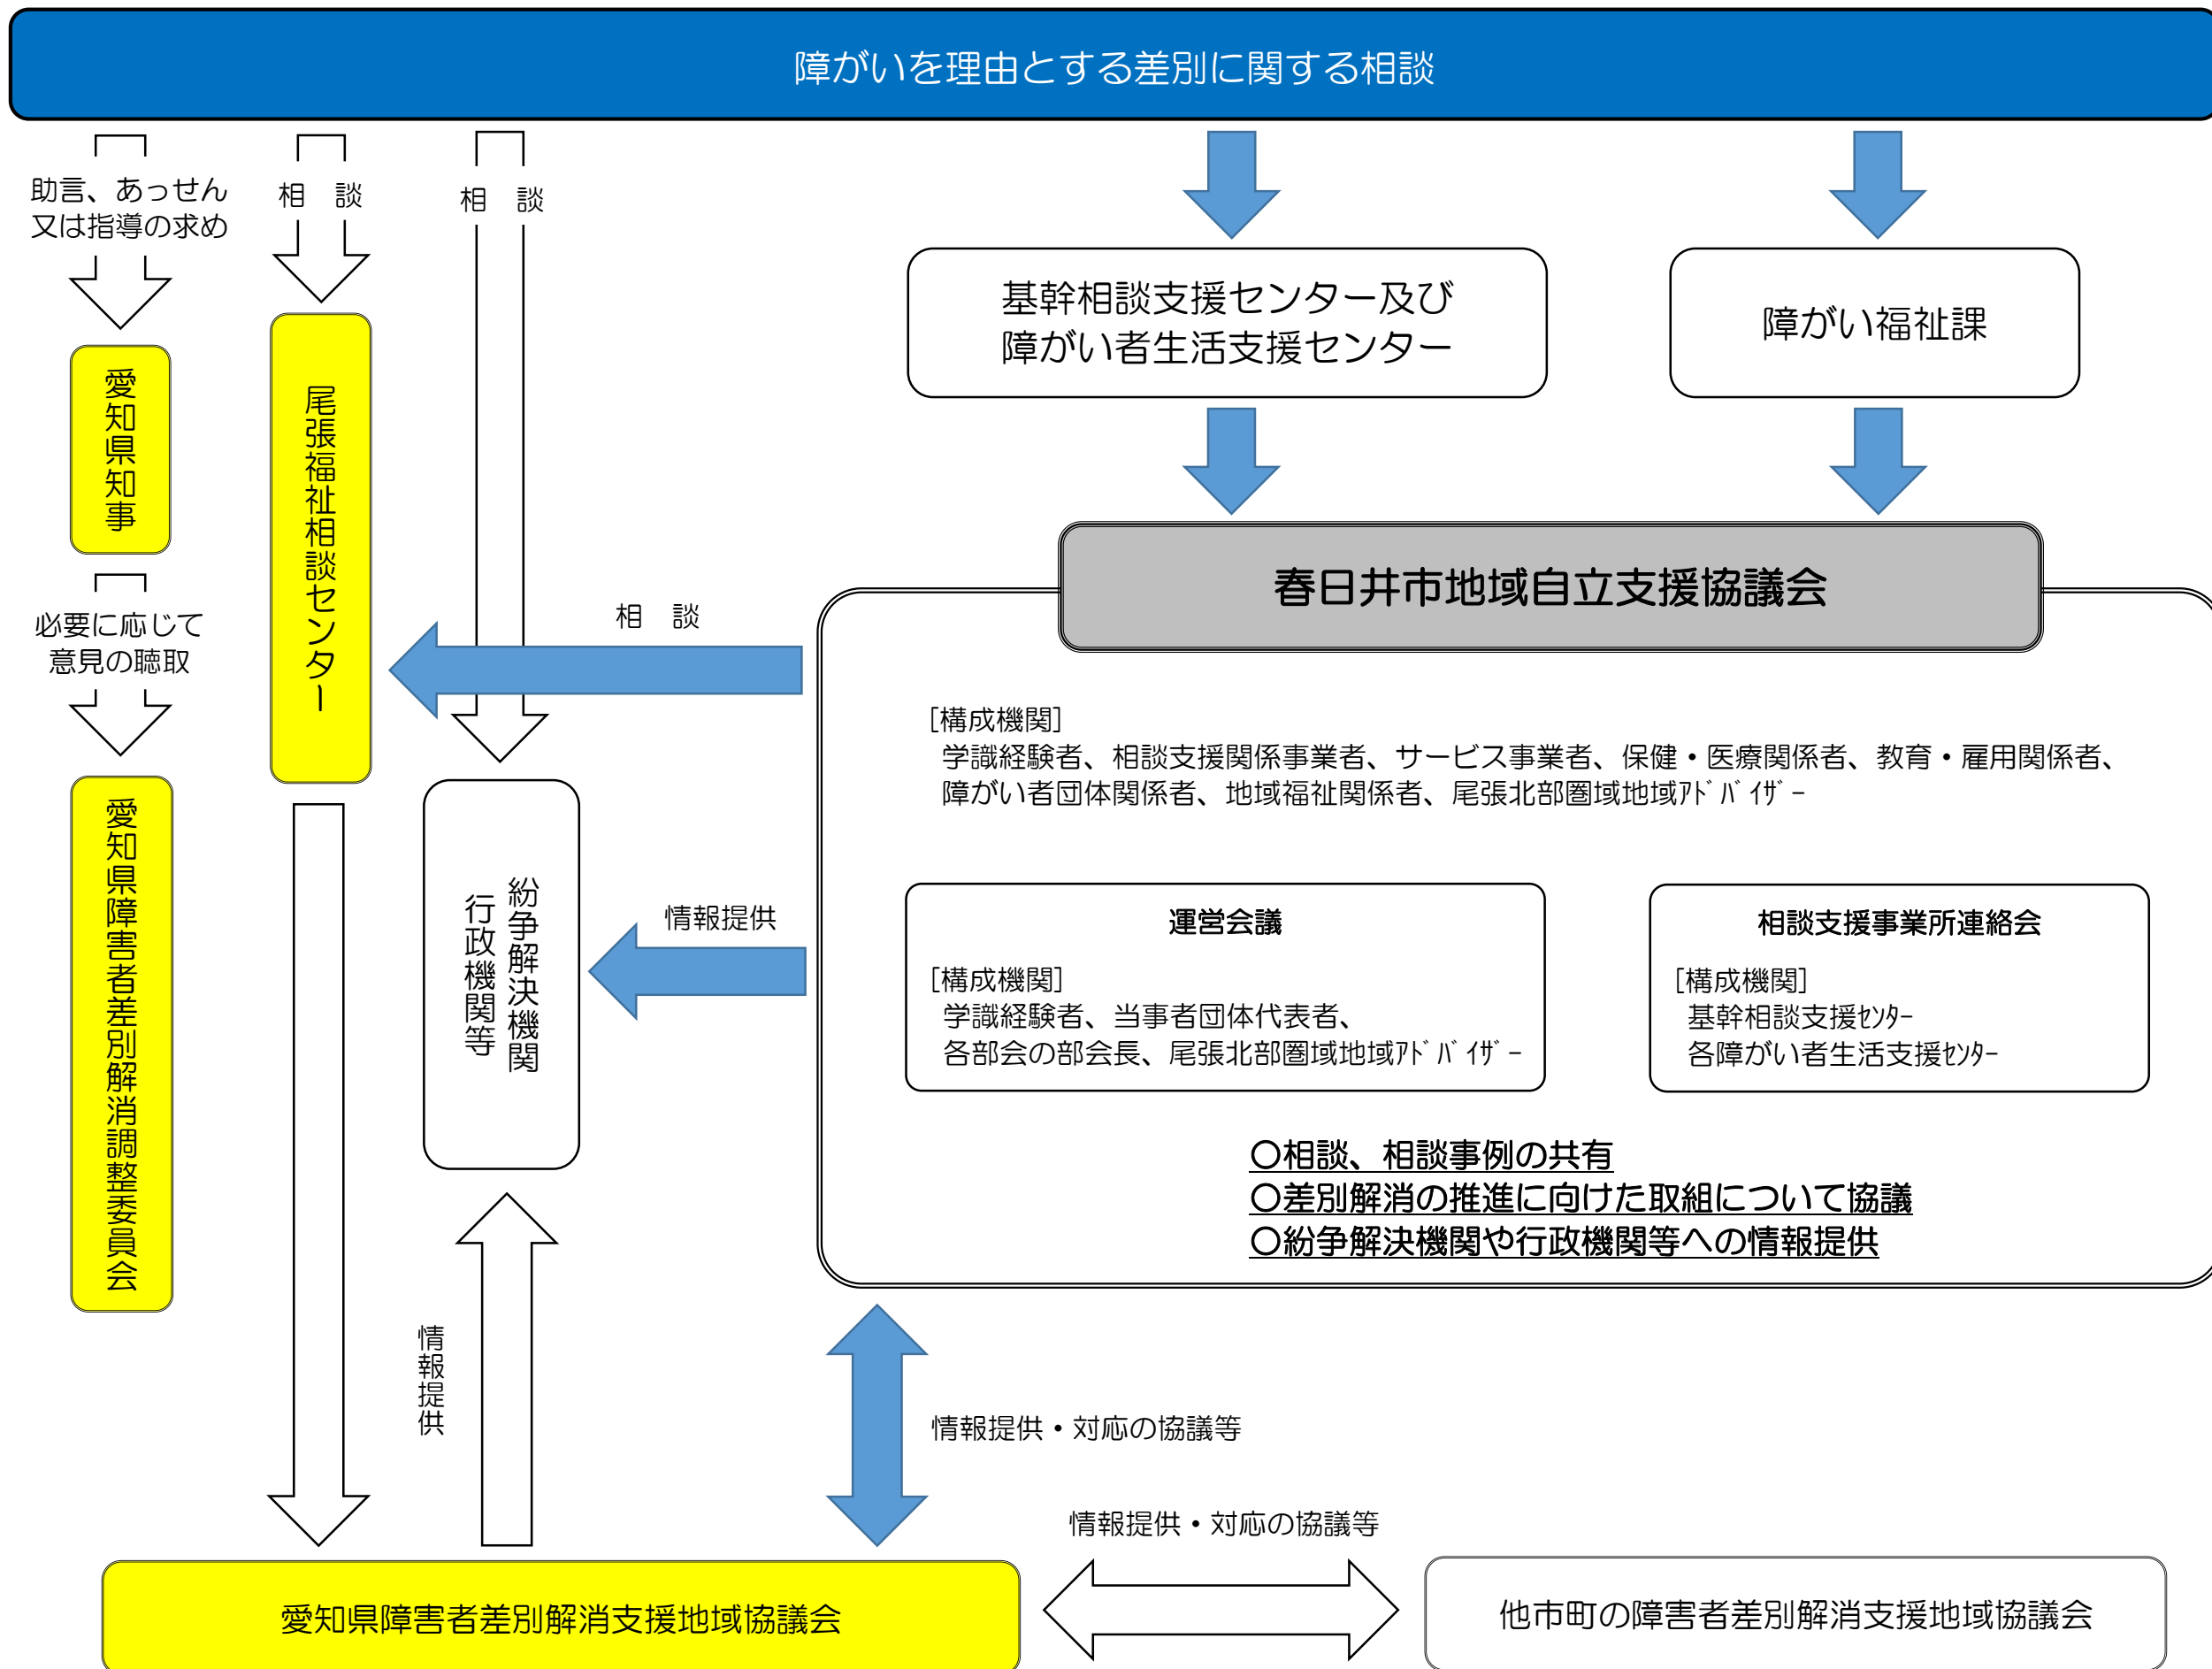 障がいを理由とする差別に関する相談
助言、あっせん
又は指導の求め
相　談
相　談
基幹相談支援センター及び
障がい者生活支援センター
障がい福祉課
愛知県知事
尾張福祉相談センター
必要に応じて
意見の聴取
相　談
春日井市地域自立支援協議会
[構成機関]
学識経験者、相談支援関係事業者、サービス事業者、保健・医療関係者、教育・雇用関係者、
障がい者団体関係者、地域福祉関係者、尾張北部圏域地域ｱﾄﾞﾊﾞｲｻﾞｰ
愛知県障害者差別解消調整委員会
紛争解決機関
行政機関等
情報提供
運営会議
[構成機関]
学識経験者、当事者団体代表者、
各部会の部会長、尾張北部圏域地域ｱﾄﾞﾊﾞｲｻﾞｰ
相談支援事業所連絡会
[構成機関]
基幹相談支援ｾﾝﾀｰ
各障がい者生活支援ｾﾝﾀｰ
〇相談、相談事例の共有
〇差別解消の推進に向けた取組について協議
〇紛争解決機関や行政機関等への情報提供
情報提供
情報提供・対応の協議等
情報提供・対応の協議等
愛知県障害者差別解消支援地域協議会
他市町の障害者差別解消支援地域協議会